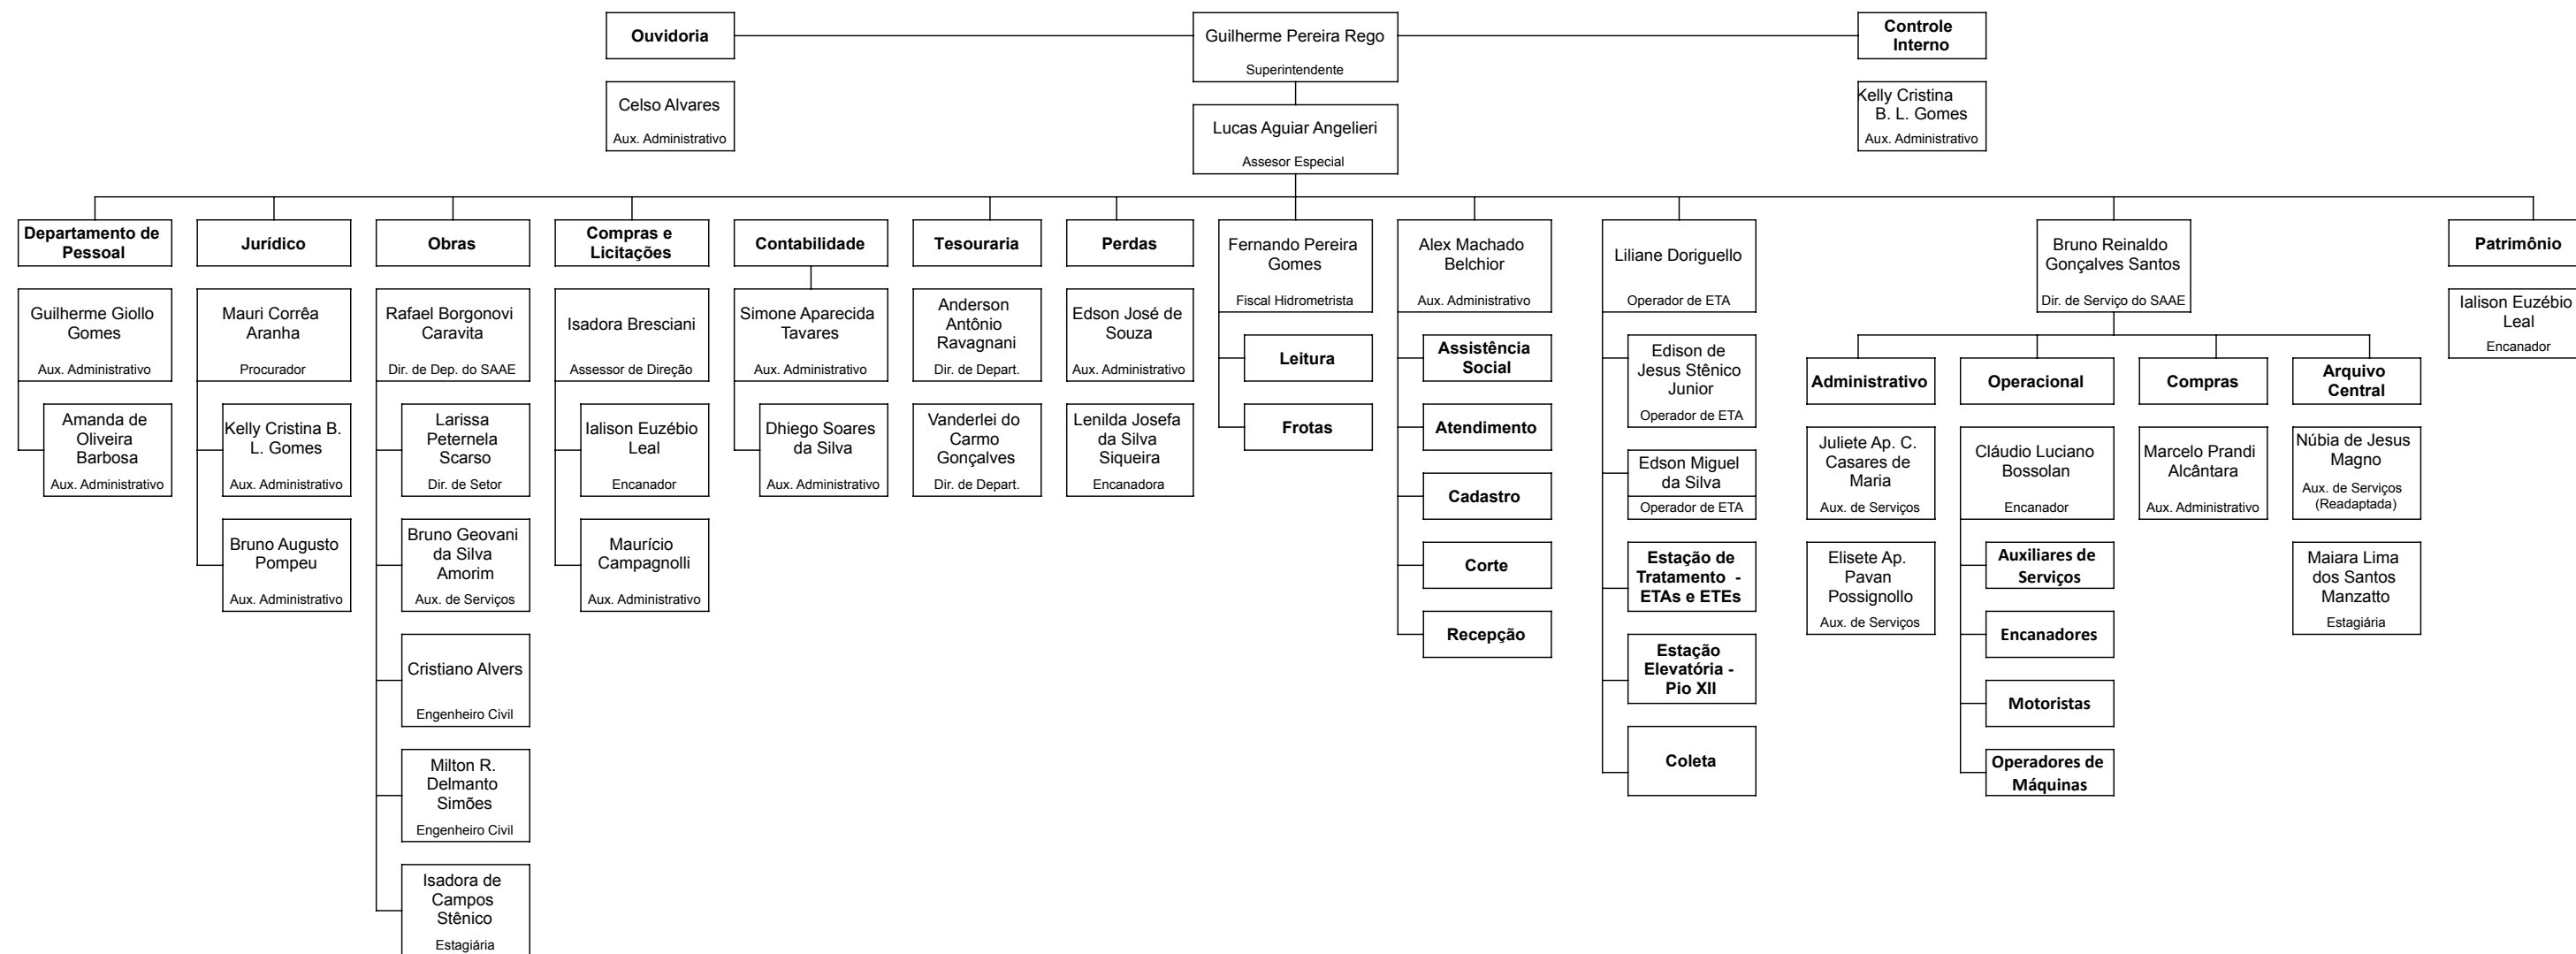 Ouvidoria
Guilherme Pereira Rego
Superintendente
Controle
Interno
Celso Alvares
Aux. Administrativo
Lucas Aguiar Angelieri
Assesor Especial
Kelly Cristina
B. L. Gomes
Aux. Administrativo
Departamento de
Pessoal
Guilherme Giollo
Gomes
Aux. Administrativo
Amanda de
Oliveira
Barbosa
Aux. Administrativo
Jurídico
Mauri Corrêa
Aranha
Procurador
Kelly Cristina B.
L. Gomes
Aux. Administrativo
Bruno Augusto
Pompeu
Aux. Administrativo
Obras
Rafael Borgonovi
Caravita
Dir. de Dep. do SAAE
Larissa
Peternela
Scarso
Dir. de Setor
Bruno Geovani
da Silva
Amorim
Aux. de Serviços
Cristiano Alvers
Engenheiro Civil
Milton R.
Delmanto
Simões
Engenheiro Civil
Isadora de
Campos
Stênico
Estagiária
Compras e
Licitações
Isadora Bresciani
Assessor de Direção
Ialison Euzébio
Leal
Encanador
Maurício
Campagnolli
Aux. Administrativo
Contabilidade
Simone Aparecida
Tavares
Aux. Administrativo
Dhiego Soares
da Silva
Aux. Administrativo
Tesouraria
Anderson
Antônio
Ravagnani
Dir. de Depart.
Vanderlei do
Carmo
Gonçalves
Dir. de Depart.
Perdas
Edson José de
Souza
Aux. Administrativo
Lenilda Josefa
da Silva
Siqueira
Encanadora
Fernando Pereira
Gomes
Fiscal Hidrometrista
Leitura
Frotas
Alex Machado
Belchior
Aux. Administrativo
Assistência
Social
Atendimento
Cadastro
Corte
Recepção
Liliane Doriguello
Operador de ETA
Edison de
Jesus Stênico
Junior
Operador de ETA
Edson Miguel
da Silva
Operador de ETA
Estação de
Tratamento -
ETAs e ETEs
Estação
Elevatória -
Pio XII
Coleta
Bruno Reinaldo
Gonçalves Santos
Dir. de Serviço do SAAE
Administrativo
Juliete Ap. C.
Casares de
Maria
Aux. de Serviços
Elisete Ap.
Pavan
Possignollo
Aux. de Serviços
Operacional
Cláudio Luciano
Bossolan
Encanador
Auxiliares de
Serviços
Encanadores
Motoristas
Operadores de
Máquinas
Compras
Marcelo Prandi
Alcântara
Aux. Administrativo
Arquivo
Central
Núbia de Jesus
Magno
Aux. de Serviços
(Readaptada)
Maiara Lima
dos Santos
Manzatto
Estagiária
Patrimônio
Ialison Euzébio
Leal
Encanador